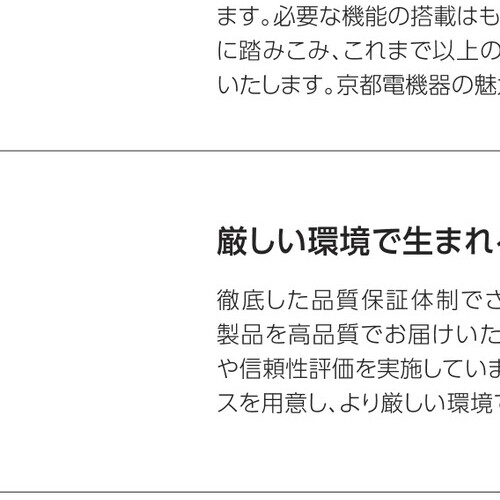 ます。必要な機能の搭載はも
に踏みこみ、これまで以上の
いたします。京都電機器の魅
厳しい環境で生まれ
徹底した品質保証体制でさ
製品を高品質でお届けいた
や信頼性評価を実施していま
スを用意し、より厳しい環境